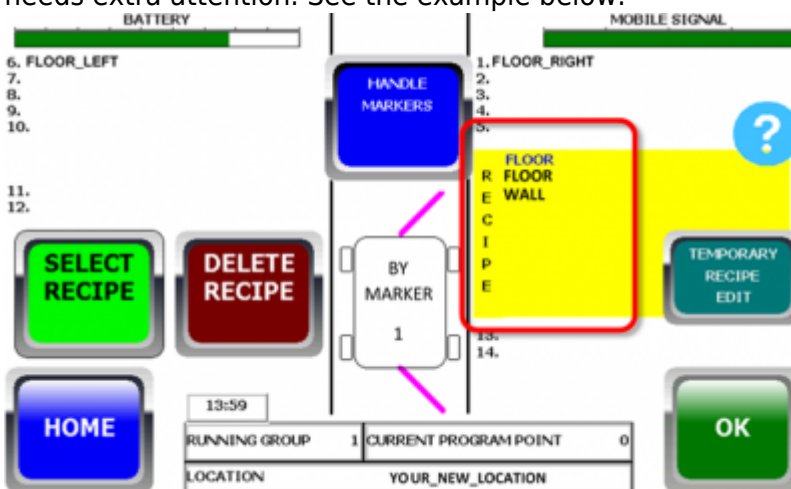 needs extra attention. See the example below.
BATTERY
MOBILE SIGNAL
6. FLOOR_LEFT
7.
8.
9.
10.
11.
12.
HANDLE
MARKERS
1. FLOOR_RIGHT
2.
3.
4.
5.
?
RECIPE
FLOOR
FLOOR
WALL
SELECT
RECIPE
DELETE
RECIPE
BY
MARKER
1
TEMPORARY
RECIPE
EDIT
13.
14.
HOME
13:59
OK
RUNNING GROUP 1 CURRENT PROGRAM POINT 0
LOCATION YOUR_NEW_LOCATION